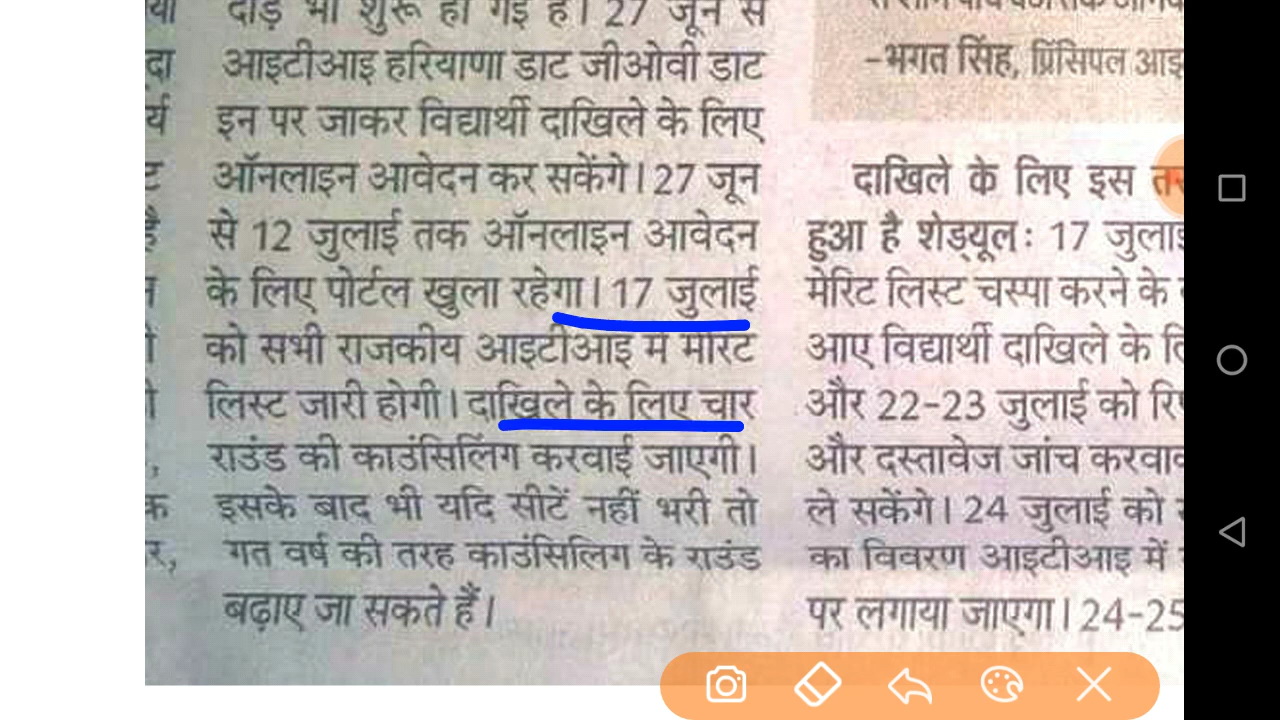 दौड़ भी शुरू हो गई है। 27 जून से
आइटीआइ हरियाणा डाट जीओवी डाट
इन पर जाकर विद्यार्थी दाखिले के लिए
ऑनलाइन आवेदन कर सकेंगे। 27 जून
से 12 जुलाई तक ऑनलाइन आवेदन
के लिए पोर्टल खुला रहेगा। 17 जुलाई
को सभी राजकीय आइटीआइ में मेरिट
लिस्ट जारी होगी। दाखिले के लिए चार
राउंड की काउंसिलिंग करवाई जाएगी।
इसके बाद भी यदि सीटें नहीं भरी तो
गत वर्ष की तरह काउंसिलिग के राउंड
बढ़ाए जा सकते हैं।
-भगत सिंह, प्रिंसिपल
दाखिले के लिए इस
हुआ है शेड्यूल: 17 जुलाई
मेरिट लिस्ट चस्पा करने के
आए विद्यार्थी दाखिले के
और 22-23 जुलाई को
और दस्तावेज जांच
ले सकेंगे। 24 जुलाई को
का विवरण आइटीआइ में
पर लगाया जाएगा। 24-25